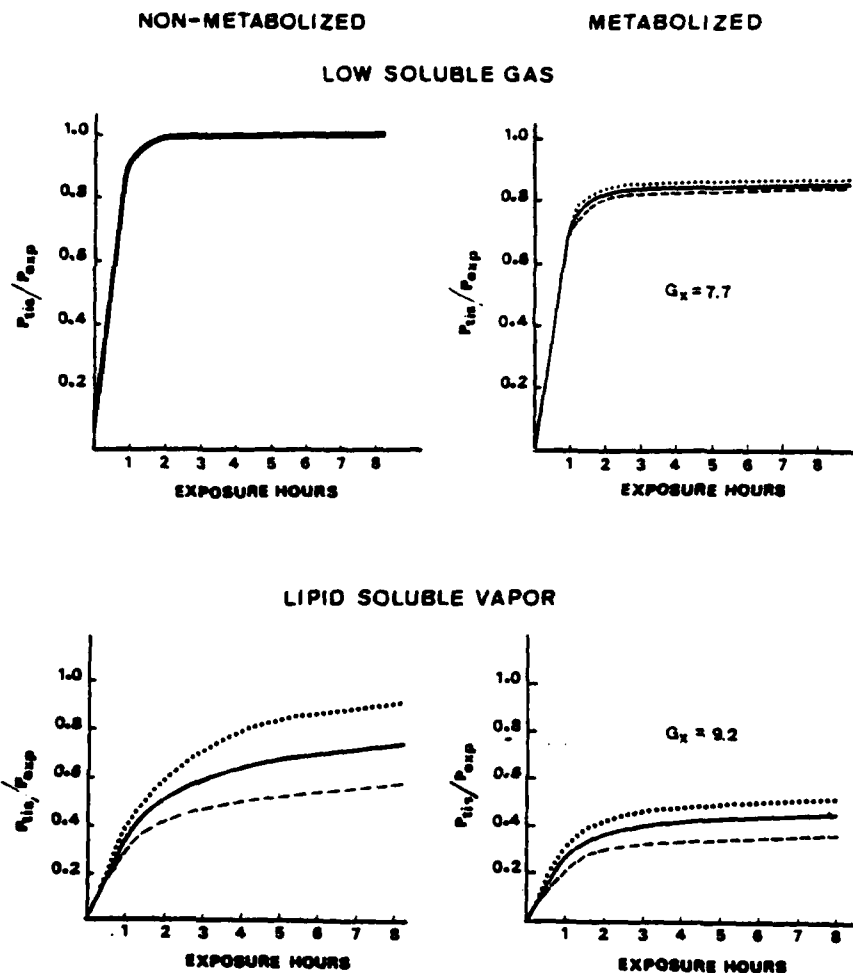 NON-METABOLIZED
METABOLIZED
LOW SOLUBLE GAS
1.0
0.8
0.6
0.4
0.2
Ptis/Pexp
1 2 3 4 5 6 7 8
EXPOSURE HOURS
1.0
0.8
0.6
0.4
0.2
Ptis/Pexp
Gx = 7.7
1 2 3 4 5 6 7 8
EXPOSURE HOURS
LIPID SOLUBLE VAPOR
1.0
0.8
0.6
0.4
0.2
Ptis/Pexp
1 2 3 4 5 6 7 8
EXPOSURE HOURS
1.0
0.8
0.6
0.4
0.2
Ptis/Pexp
Gx = 9.2
1 2 3 4 5 6 7 8
EXPOSURE HOURS